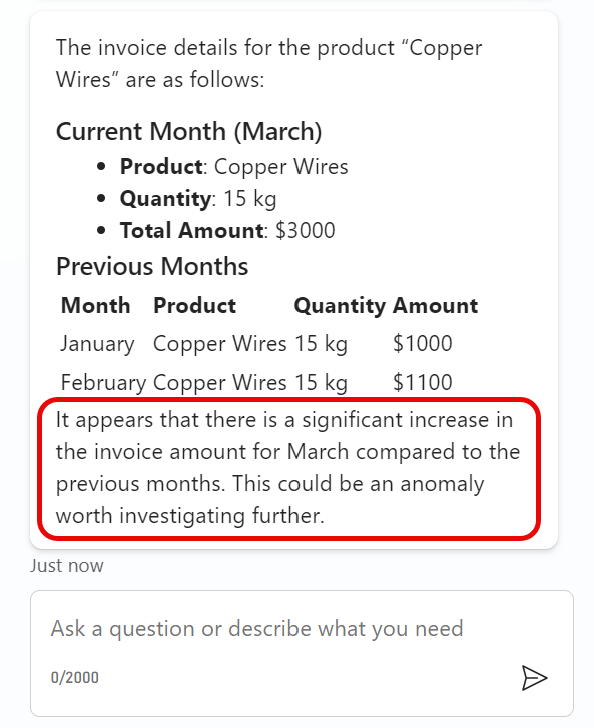 The invoice details for the product “Copper
Wires” are as follows:
Current Month (March)
• Product: Copper Wires
• Quantity: 15 kg
• Total Amount: $3000
Previous Months
Month Product Quantity Amount
January Copper Wires 15 kg $1000
February Copper Wires 15 kg $1100
It appears that there is a significant increase in
the invoice amount for March compared to the
previous months. This could be an anomaly
worth investigating further.
Just now
Ask a question or describe what you need
0/2000